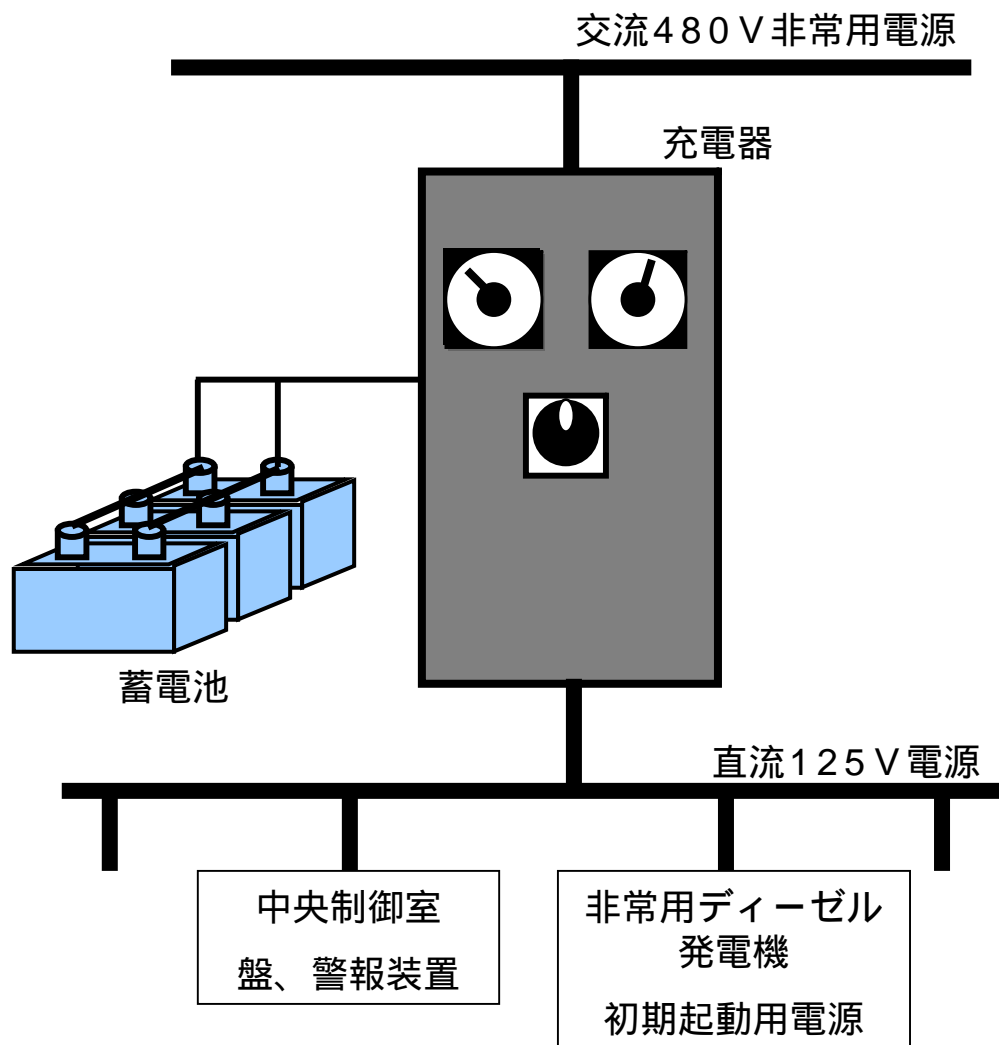 交流480V非常用電源
充電器
蓄電池
直流125V電源
中央制御室
盤、警報装置
非常用ディーゼル
発電機
初期起動用電源